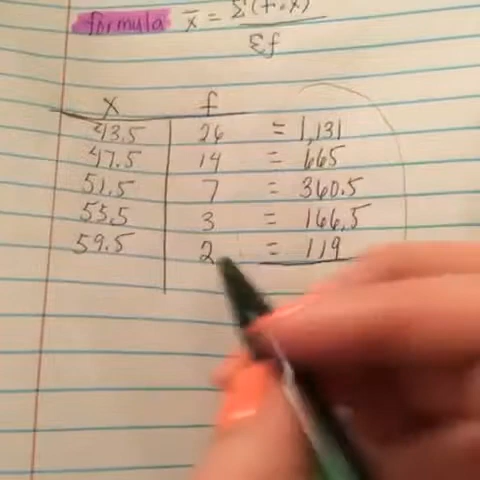 formula x̄ = Σ(f·x)
Σf
x f
43.5 26 = 1,131
47.5 14 = 665
51.5 7 = 360.5
55.5 3 = 166.5
59.5 2 = 119